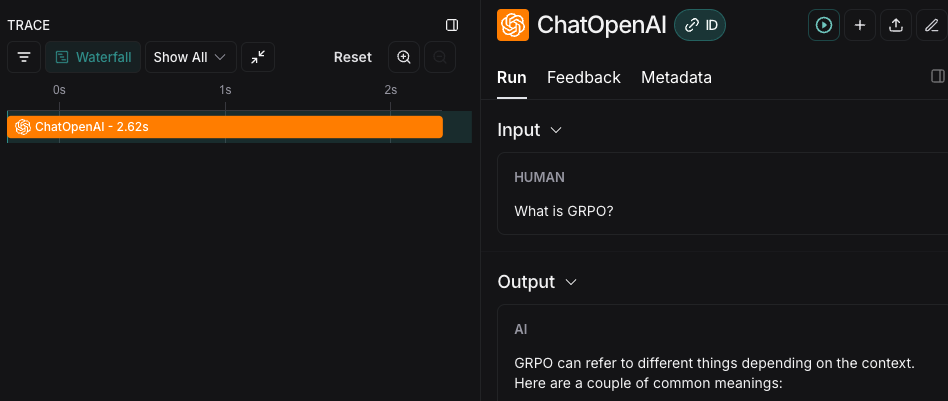 TRACE
Waterfall
Show All
Reset
0s 1s 2s
ChatOpenAI - 2.62s
ChatOpenAI
ID
Run Feedback Metadata
Input
HUMAN
What is GRPO?
Output
AI
GRPO can refer to different things depending on the context.
Here are a couple of common meanings: